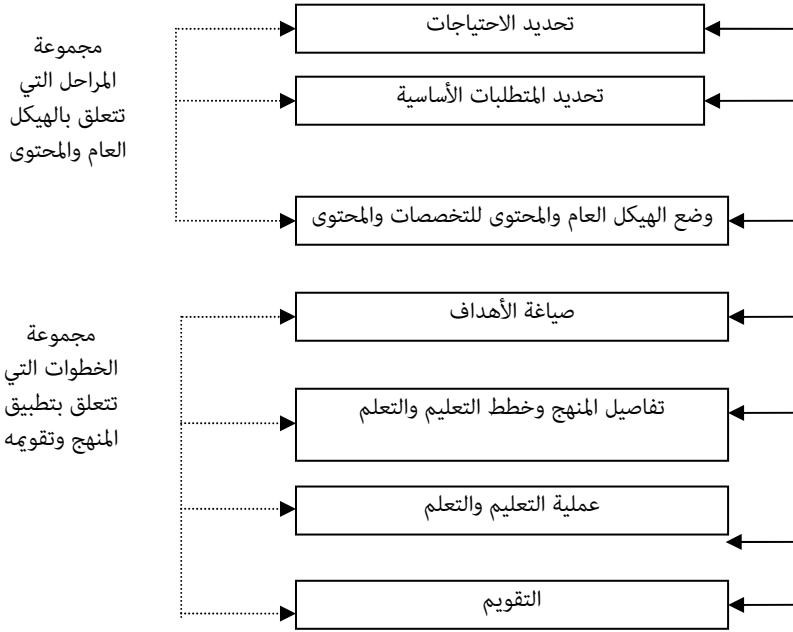 مجموعة
المراحل التي
تتعلق بالهيكل
العام والمحتوى
تحديد الاحتياجات
تحديد المتطلبات الأساسية
وضع الهيكل العام والمحتوى للتخصصات والمحتوى
مجموعة
الخطوات التي
تتعلق بتطبيق
المنهج وتقويمه
صياغة الأهداف
تفاصيل المنهج وخطط التعليم والتعلم
عملية التعليم والتعلم
التقويم